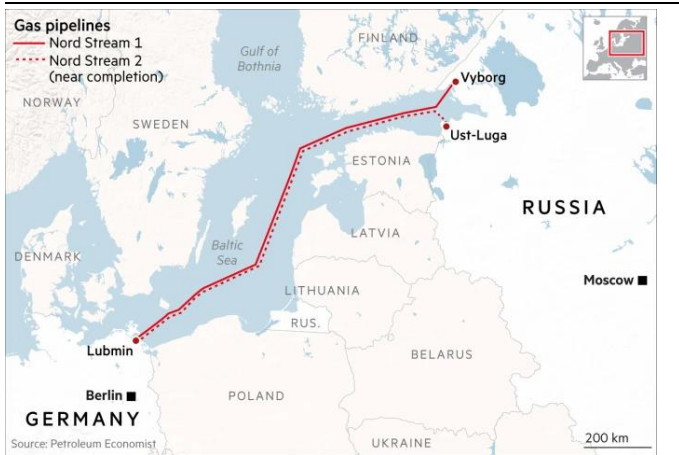 Gas pipelines
Nord Stream 1
Nord Stream 2
(near completion)
NORWAY
SWEDEN
FINLAND
Gulf of
Bothnia
Vyborg
Ust-Luga
ESTONIA
RUSSIA
LATVIA
Baltic
Sea
DENMARK
Moscow
LITHUANIA
RUS.
Lubmin
BELARUS
Berlin
POLAND
GERMANY
UKRAINE
200 km
Source: Petroleum Economist